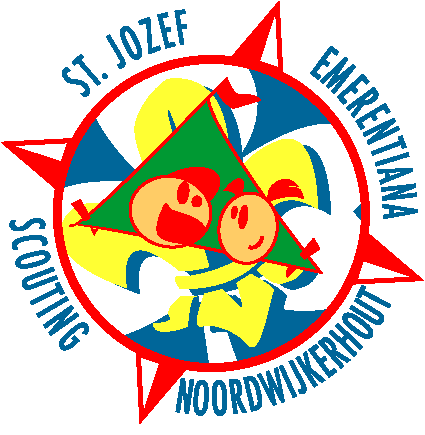 SCOUTING
ST. JOZEF
EMERENTIANA
NOORDWIJKERHOUT